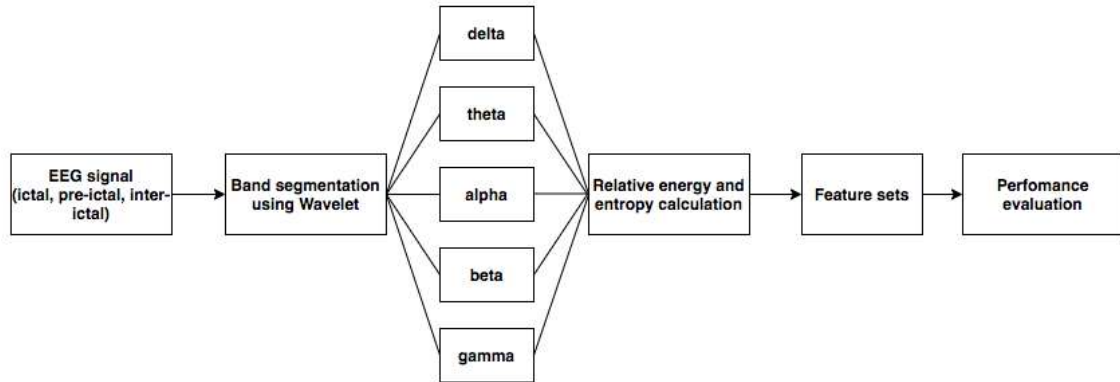 EEG signal
(ictal, pre-ictal, inter-
ictal)
Band segmentation
using Wavelet
delta
theta
alpha
beta
gamma
Relative energy and
entropy calculation
Feature sets
Perfomance
evaluation